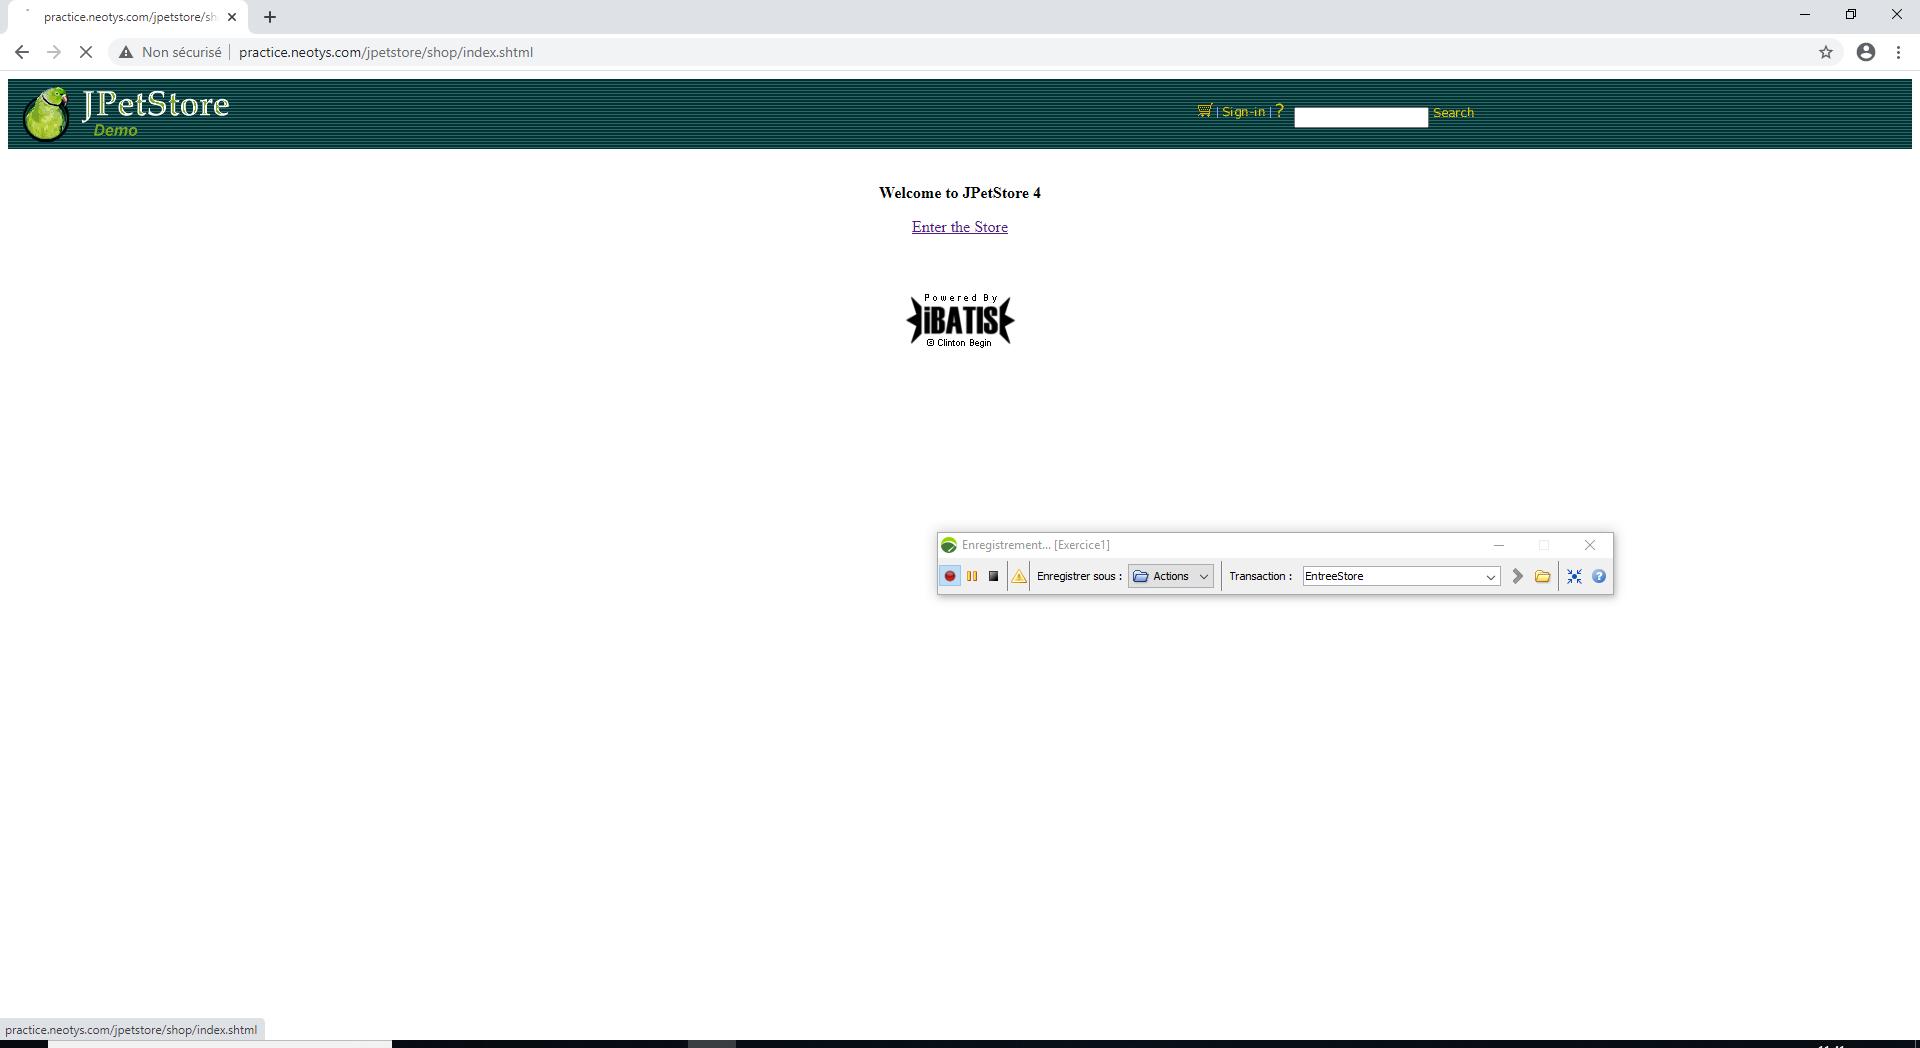 practice.neotys.com/jpetstore/sh
Non sécurisé
practice.neotys.com/jpetstore/shop/index.shtml
JPetStore
Demo
| Sign-in | ?
Search
Welcome to JPetStore 4
Enter the Store
Powered By
iBATIS
© Clinton Begin
Enregistrement... [Exercice1]
Enregistrer sous : Actions Transaction : EntreeStore
practice.neotys.com/jpetstore/shop/index.shtml